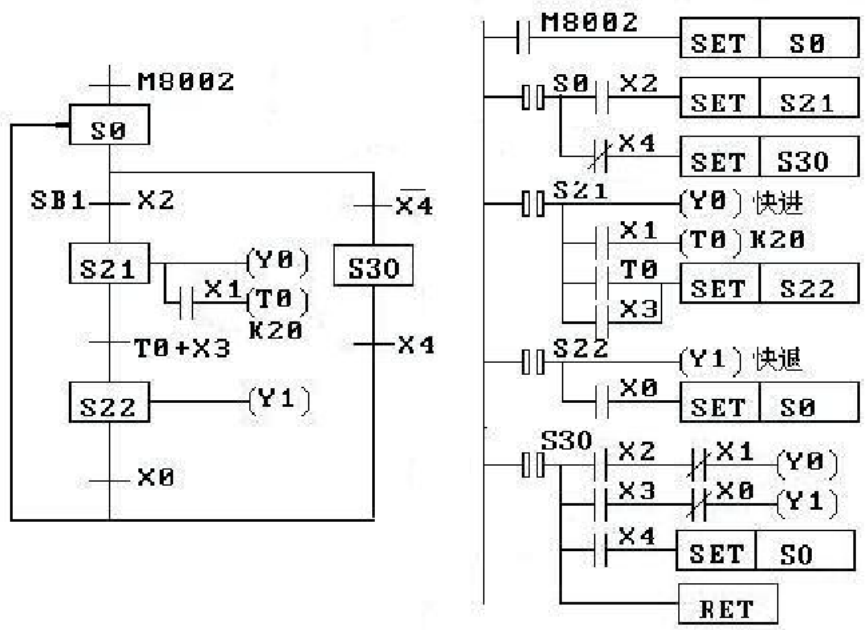 M8002
S0
SB1 X2 X4
S21 (Y0) S30
X1 (T0)
K20
T0+X3 X4
S22 (Y1)
X0
M8002 SET S0
S0 X2 SET S21
X4 SET S30
S21 (Y0) 快进
X1 (T0) K20
T0 SET S22
X3
S22 (Y1) 快退
X0 SET S0
S30 X2 X1 (Y0)
X3 X0 (Y1)
X4 SET S0
RET